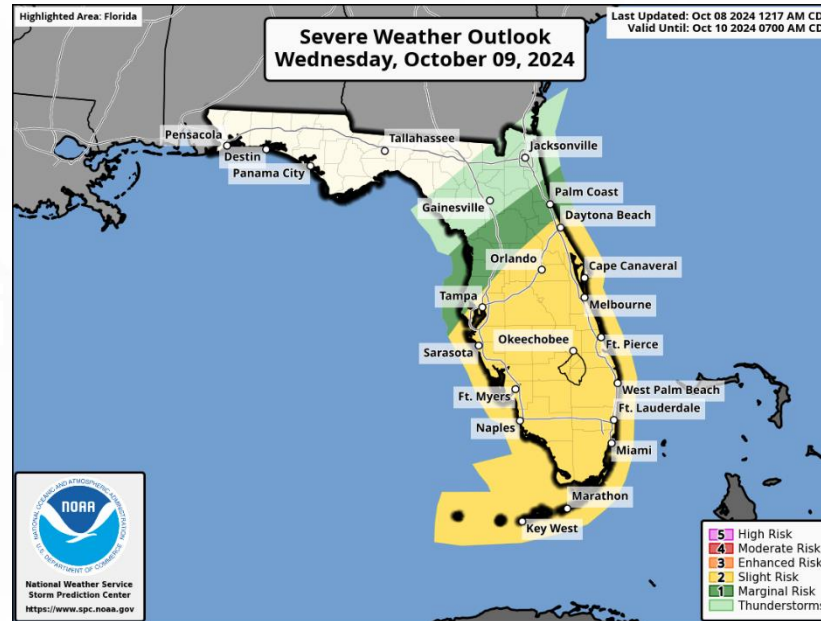 Highlighted Area: Florida
Severe Weather Outlook
Wednesday, October 09, 2024
Last Updated: Oct 08 2024 1217 AM CD
Valid Until: Oct 10 2024 0700 AM CD
Pensacola
Destin
Panama City
Tallahassee
Jacksonville
Gainesville
Palm Coast
Daytona Beach
Orlando
Cape Canaveral
Tampa
Melbourne
Okeechobee
Ft. Pierce
Sarasota
Ft. Myers
West Palm Beach
Ft. Lauderdale
Naples
Miami
Marathon
Key West
NATIONAL OCEANIC AND ATMOSPHERIC ADMINISTRATION
NOAA
U.S. DEPARTMENT OF COMMERCE
National Weather Service
Storm Prediction Center
https://www.spc.noaa.gov
5 High Risk
4 Moderate Risk
3 Enhanced Risk
2 Slight Risk
1 Marginal Risk
Thunderstorms